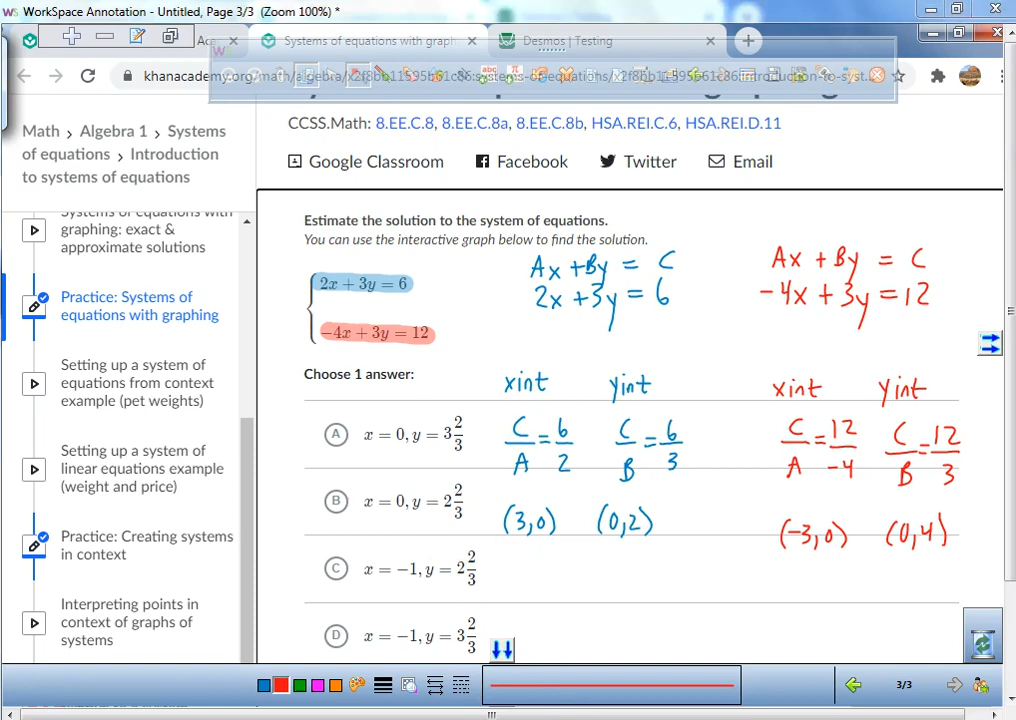 WorkSpace Annotation - Untitled, Page 3/3 (Zoom 100%) *
Systems of equations with graph
Desmos | Testing
CCSS.Math: 8.EE.C.8, 8.EE.C.8a, 8.EE.C.8b, HSA.REI.C.6, HSA.REI.D.11
Google Classroom Facebook Twitter Email
Math > Algebra 1 > Systems
of equations > Introduction
to systems of equations
Systems of equations with
graphing: exact &
approximate solutions
Practice: Systems of
equations with graphing
Setting up a system of
equations from context
example (pet weights)
Setting up a system of
linear equations example
(weight and price)
Practice: Creating systems
in context
Interpreting points in
context of graphs of
systems
Estimate the solution to the system of equations.
You can use the interactive graph below to find the solution.
2x + 3y = 6
-4x + 3y = 12
Choose 1 answer:
A x = 0, y = 3 2/3
B x = 0, y = 2 2/3
C x = -1, y = 2 2/3
D x = -1, y = 3 2/3
Ax + By = C
2x + 3y = 6
xint yint
C/A = 6/2 C/B = 6/3
(3,0) (0,2)
Ax + By = C
-4x + 3y = 12
xint yint
C/A = 12/-4 C/B = 12/3
(-3,0) (0,4)
3/3